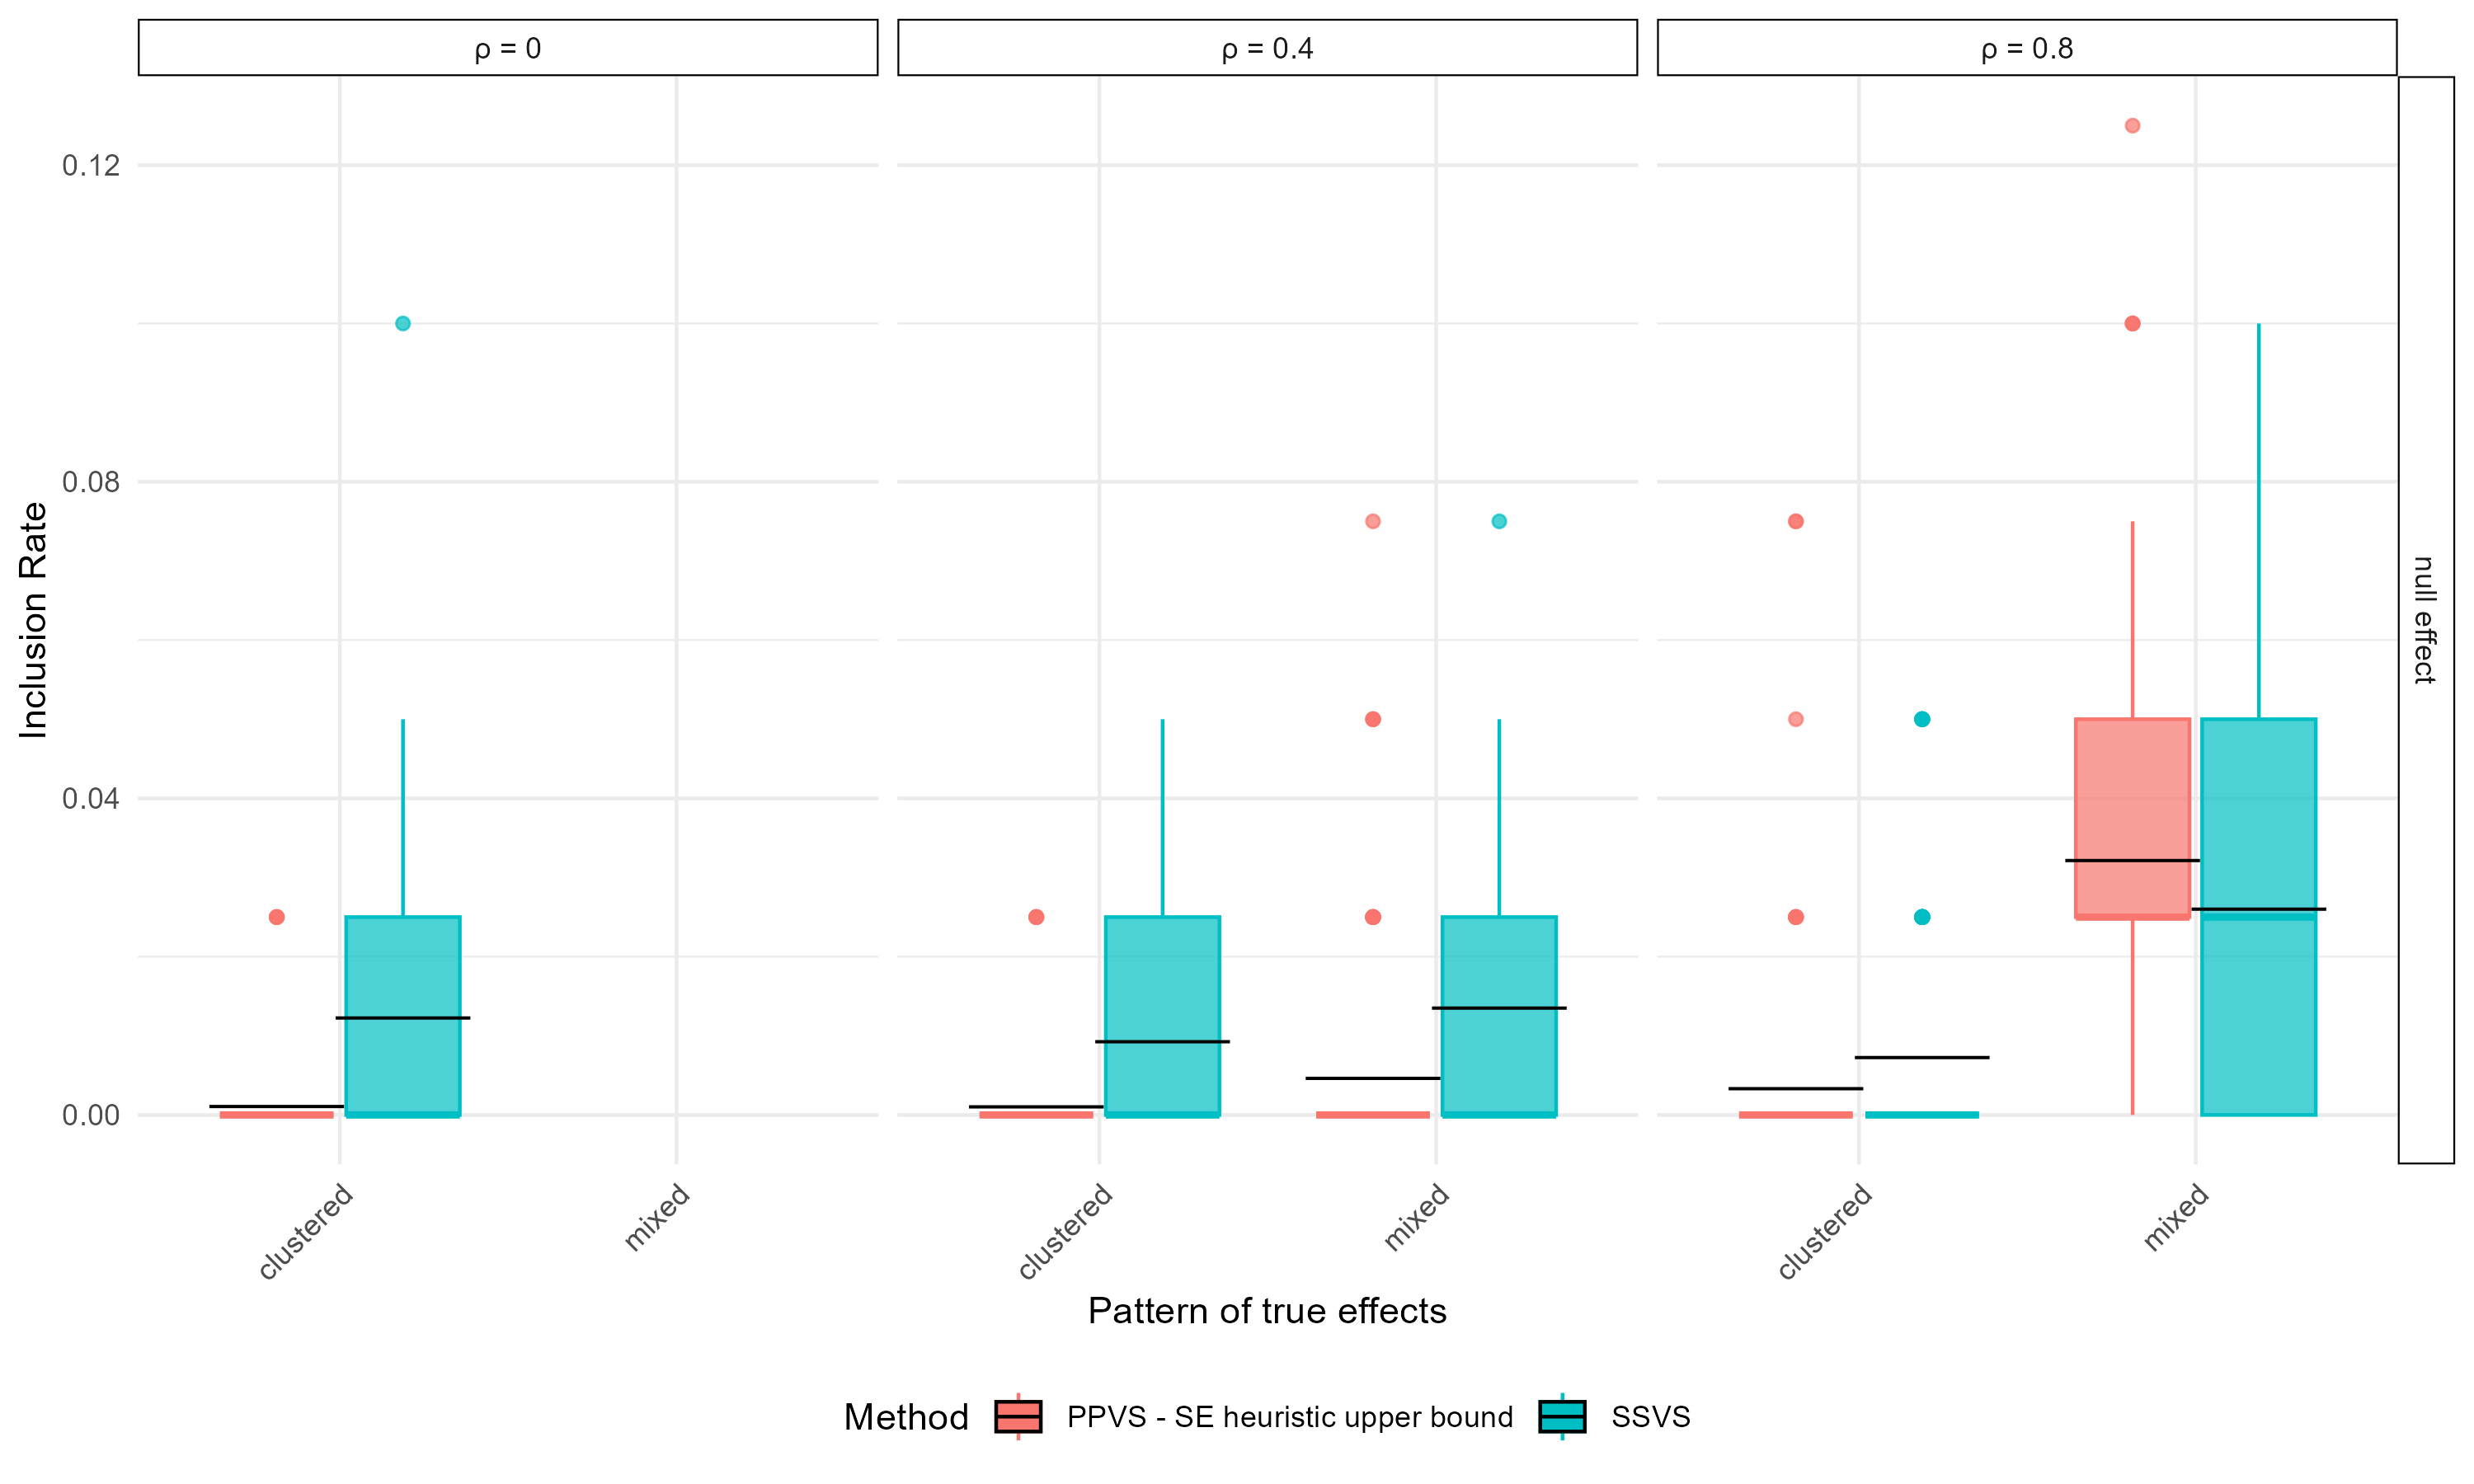 ρ = 0
ρ = 0.4
ρ = 0.8
0.12
0.08
0.04
0.00
Inclusion Rate
null effect
clustered
mixed
clustered
mixed
clustered
mixed
Pattern of true effects
Method
PPVS - SE heuristic upper bound
SSVS